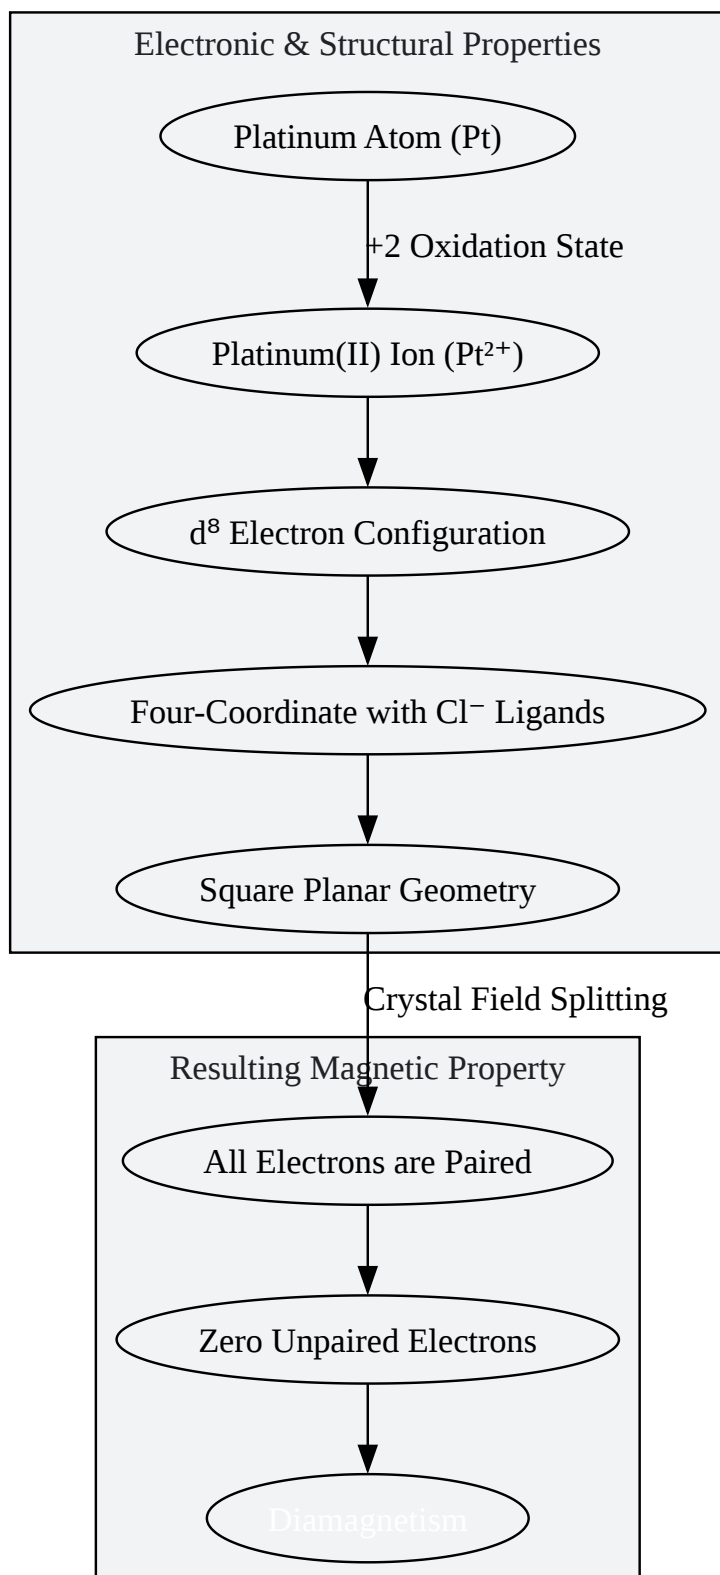 Electronic & Structural Properties
Platinum Atom (Pt)
+2 Oxidation State
Platinum(II) Ion (Pt²⁺)
d⁸ Electron Configuration
Four-Coordinate with Cl⁻ Ligands
Square Planar Geometry
Crystal Field Splitting
Resulting Magnetic Property
All Electrons are Paired
Zero Unpaired Electrons
Diamagnetism